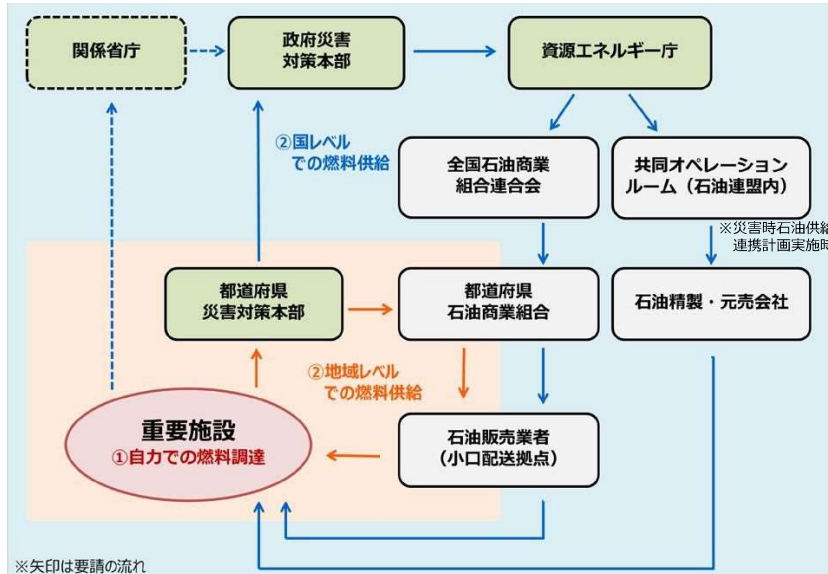 関係省庁
政府災害
対策本部
資源エネルギー庁
②国レベル
での燃料供給
全国石油商業
組合連合会
共同オペレーション
ルーム（石油連盟内）
※災害時石油供給
連携計画実施時
都道府県
災害対策本部
都道府県
石油商業組合
石油精製・元売会社
②地域レベル
での燃料供給
重要施設
①自力での燃料調達
石油販売業者
（小口配送拠点）
※矢印は要請の流れ